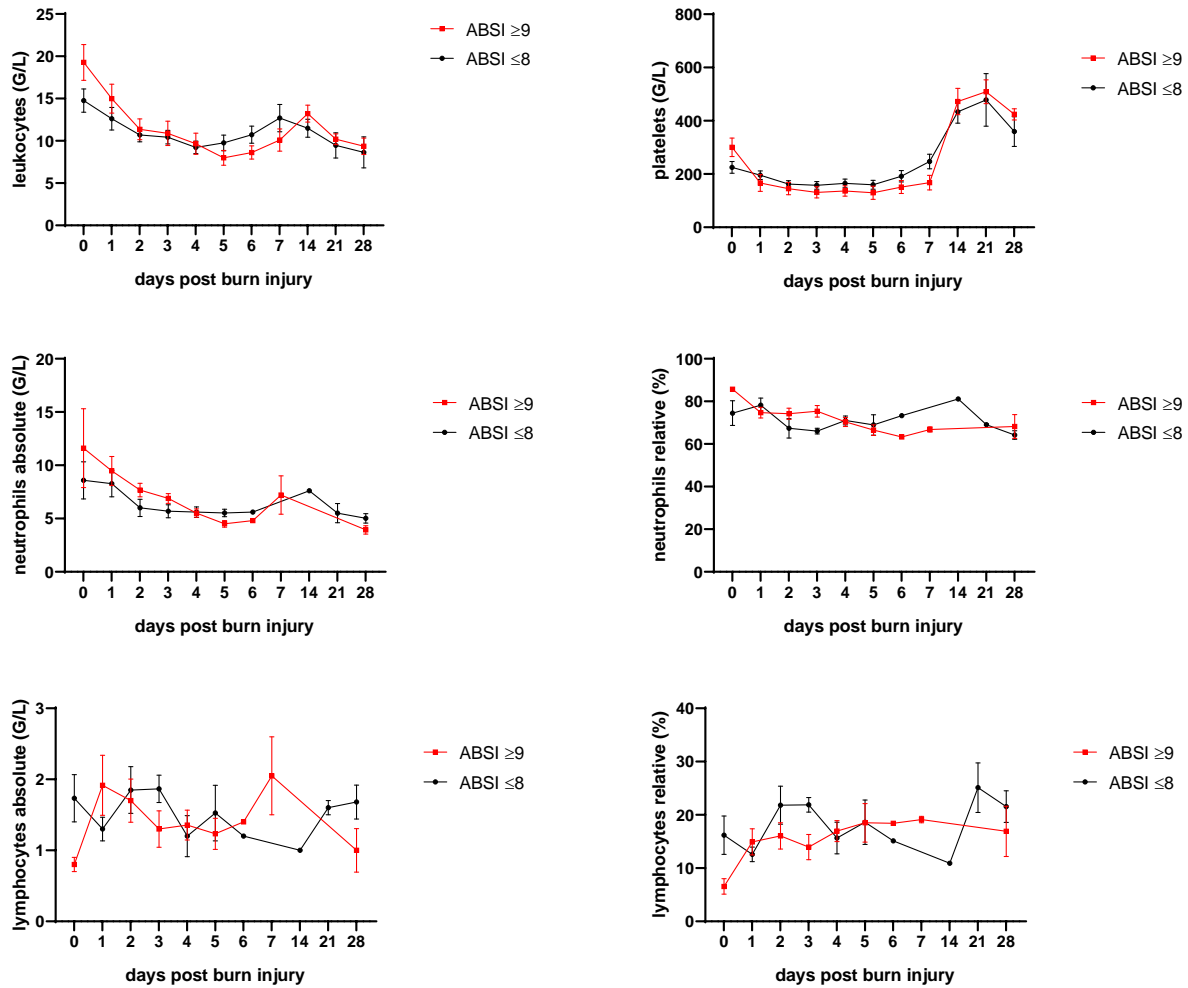 leukocytes (G/L)
25
20
15
10
5
0
0 1 2 3 4 5 6 7 14 21 28
days post burn injury
ABSI ≥9
ABSI ≤8
platelets (G/L)
800
600
400
200
0
0 1 2 3 4 5 6 7 14 21 28
days post burn injury
ABSI ≥9
ABSI ≤8
neutrophils absolute (G/L)
20
15
10
5
0
0 1 2 3 4 5 6 7 14 21 28
days post burn injury
ABSI ≥9
ABSI ≤8
neutrophils relative (%)
100
80
60
40
20
0
0 1 2 3 4 5 6 7 14 21 28
days post burn injury
ABSI ≥9
ABSI ≤8
lymphocytes absolute (G/L)
3
2
1
0
0 1 2 3 4 5 6 7 14 21 28
days post burn injury
ABSI ≥9
ABSI ≤8
lymphocytes relative (%)
40
30
20
10
0
0 1 2 3 4 5 6 7 14 21 28
days post burn injury
ABSI ≥9
ABSI ≤8